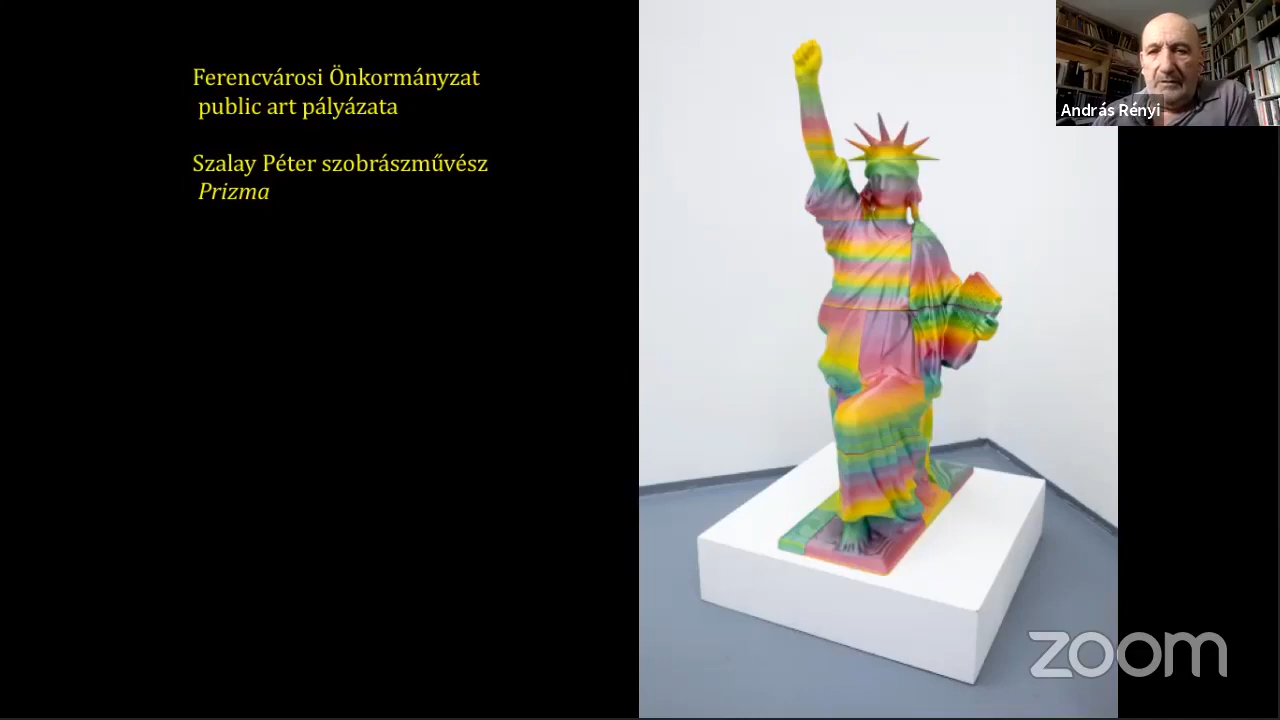 Ferencvárosi Önkormányzat
public art pályázata
Szalay Péter szobrászművész
Prizma
András Rényi
zoom